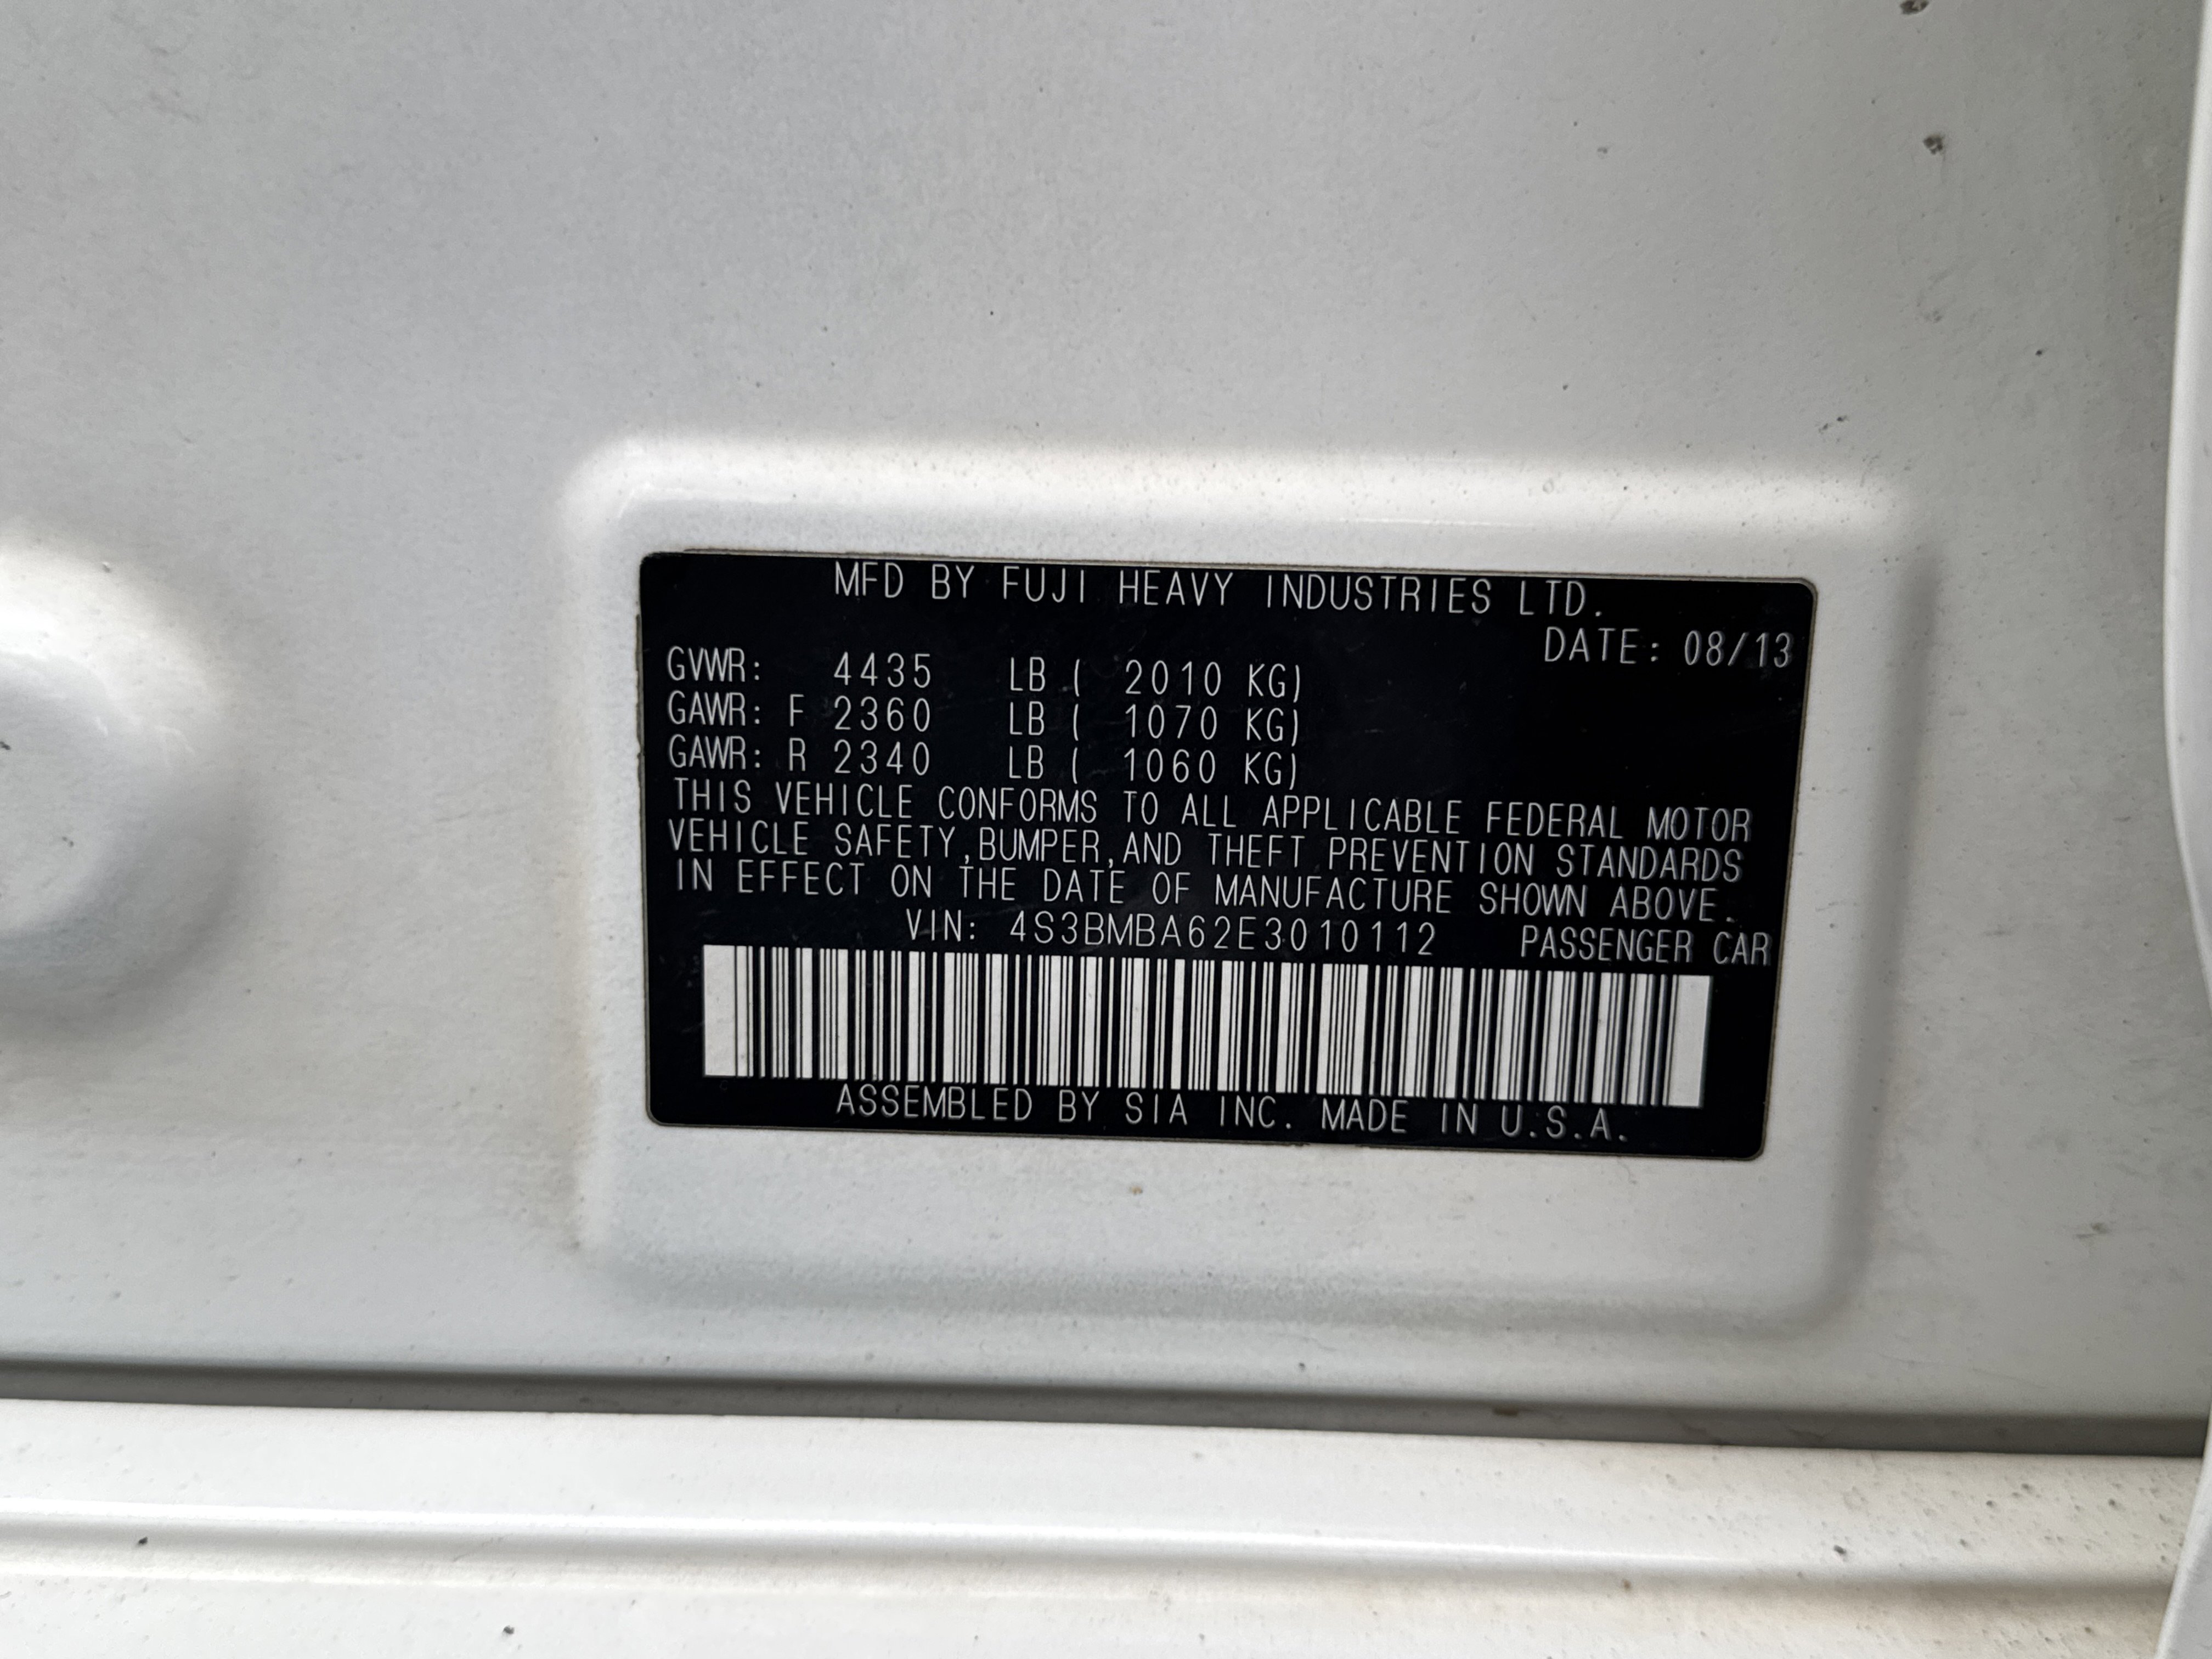 MFD BY FUJI HEAVY INDUSTRIES LTD.
DATE: 08/13
GVWR: 4435 LB ( 2010 KG)
GAWR: F 2360 LB ( 1070 KG)
GAWR: R 2340 LB ( 1060 KG)
THIS VEHICLE CONFORMS TO ALL APPLICABLE FEDERAL MOTOR
VEHICLE SAFETY,BUMPER,AND THEFT PREVENTION STANDARDS
IN EFFECT ON THE DATE OF MANUFACTURE SHOWN ABOVE.
VIN: 4S3BMBA62E3010112 PASSENGER CAR
ASSEMBLED BY SIA INC. MADE IN U.S.A.